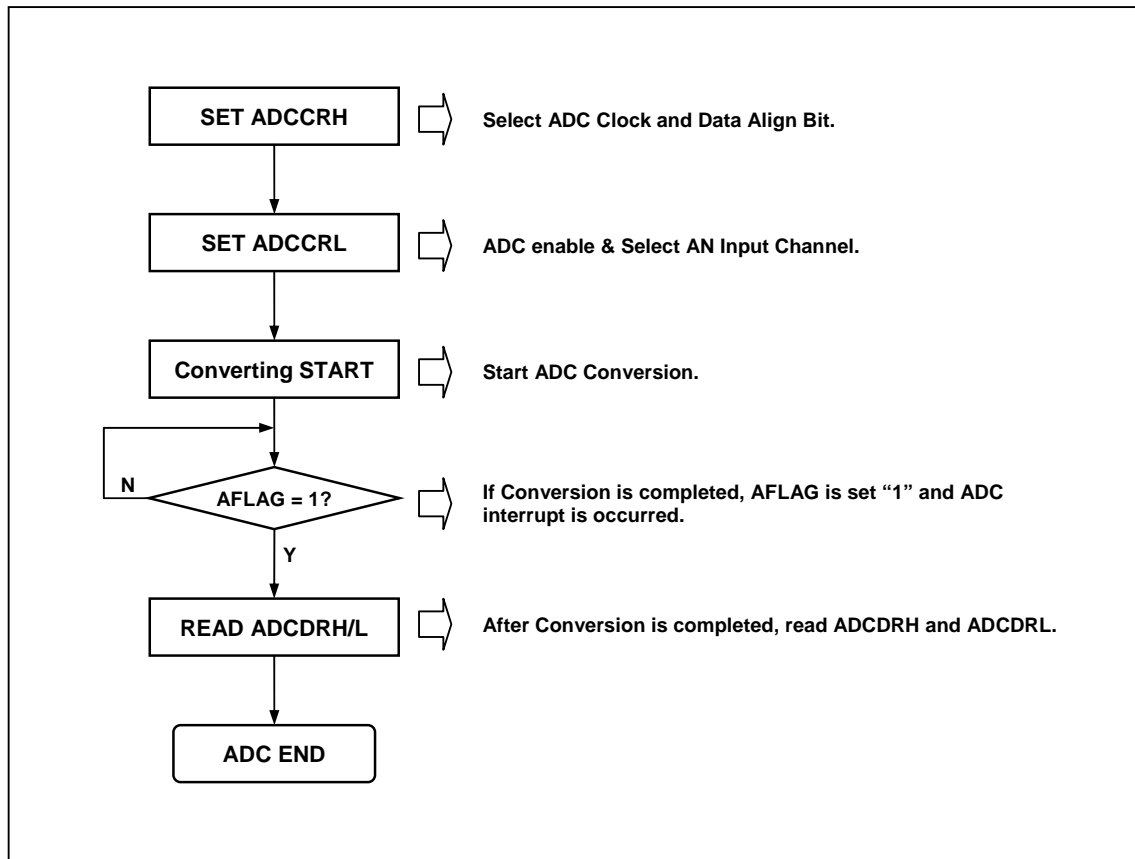 SET ADCCRH
Select ADC Clock and Data Align Bit.
SET ADCCRL
ADC enable & Select AN Input Channel.
Converting START
Start ADC Conversion.
N
AFLAG = 1?
If Conversion is completed, AFLAG is set “1” and ADC
interrupt is occurred.
Y
READ ADCDRH/L
After Conversion is completed, read ADCDRH and ADCDRL.
ADC END